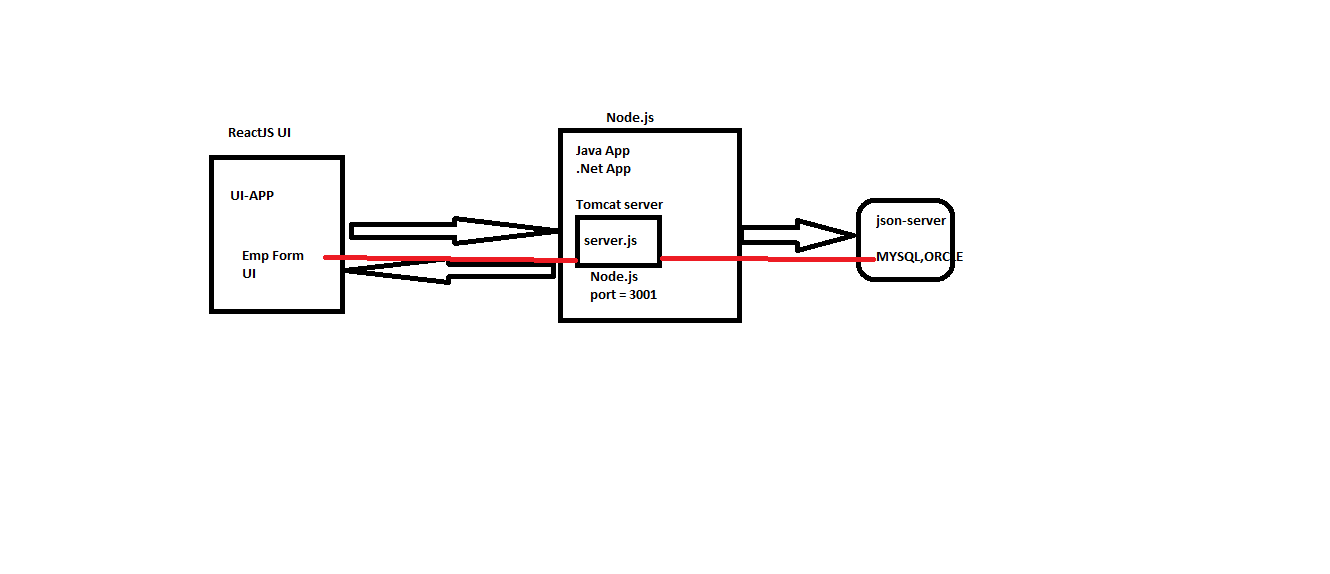 ReactJS UI
UI-APP
Emp Form
UI
Node.js
Java App
.Net App
Tomcat server
server.js
Node.js
port = 3001
json-server
MYSQL,ORCLE